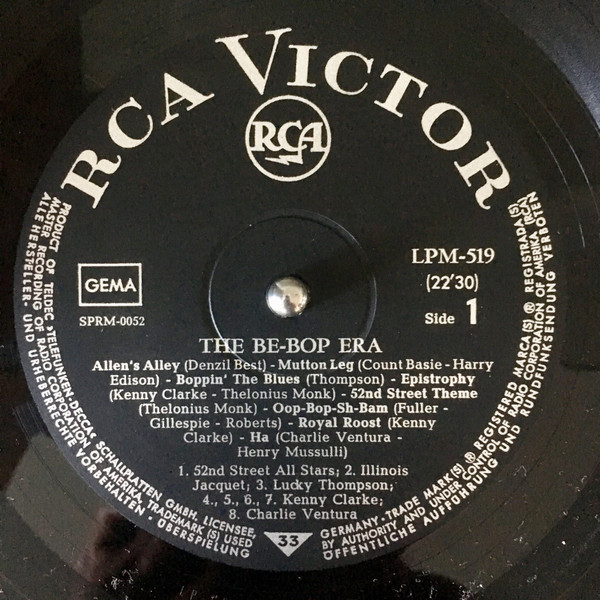 RCA VICTOR
RCA
LPM-519
(22'30)
Side 1
GEMA
SPRM-0052
THE BE-BOP ERA
Allen's Alley (Denzil Best) - Mutton Leg (Count Basie - Harry
Edison) - Boppin' The Blues (Thompson) - Epistrophy
(Kenny Clarke - Thelonius Monk) - 52nd Street Theme
(Thelonius Monk) - Oop-Bop-Sh-Bam (Fuller -
Gillespie - Roberts) - Royal Roost (Kenny
Clarke) - Ha (Charlie Ventura -
Henry Mussulli)
1. 52nd Street All Stars; 2. Illinois
Jacquet; 3. Lucky Thompson;
4., 5., 6., 7. Kenny Clarke;
8. Charlie Ventura
33
PRODUCT OF TELDEC »TELEFUNKEN-DECCA« SCHALLPLATTEN GMBH, LICENSEE,
MASTER RECORDING OF RADIO CORPORATION OF AMERICA, TRADEMARK (S) USED
ALLE HERSTELLER- UND URHEBERRECHTE VORBEHALTEN - ÜBERSPIELUNG
GERMANY - TRADE MARK(S) ® REGISTERED MARCA(S) ® REGISTRADA(S)
BY AUTHORITY AND UNDER CONTROL OF RADIO CORPORATION OF AMERICA (RCA)
ÖFFENTLICHE AUFFÜHRUNG UND RUNDFUNKSENDUNG VERBOTEN